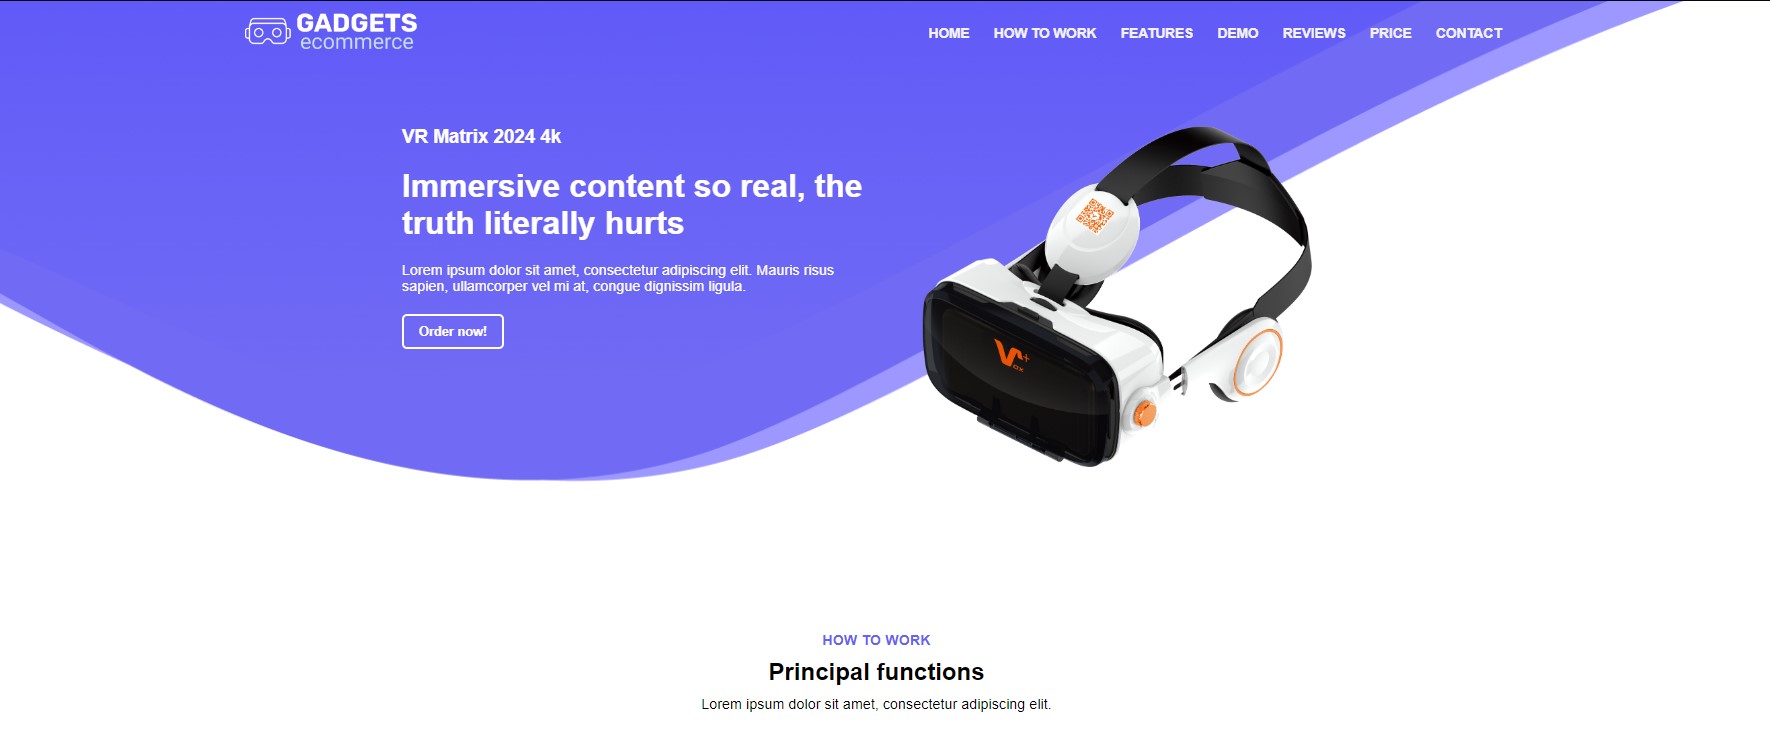 GADGETS
ecommerce
HOME HOW TO WORK FEATURES DEMO REVIEWS PRICE CONTACT
VR Matrix 2024 4k
Immersive content so real, the
truth literally hurts
Lorem ipsum dolor sit amet, consectetur adipiscing elit. Mauris risus
sapien, ullamcorper vel mi at, congue dignissim ligula.
Order now!
V+
OX
HOW TO WORK
Principal functions
Lorem ipsum dolor sit amet, consectetur adipiscing elit.